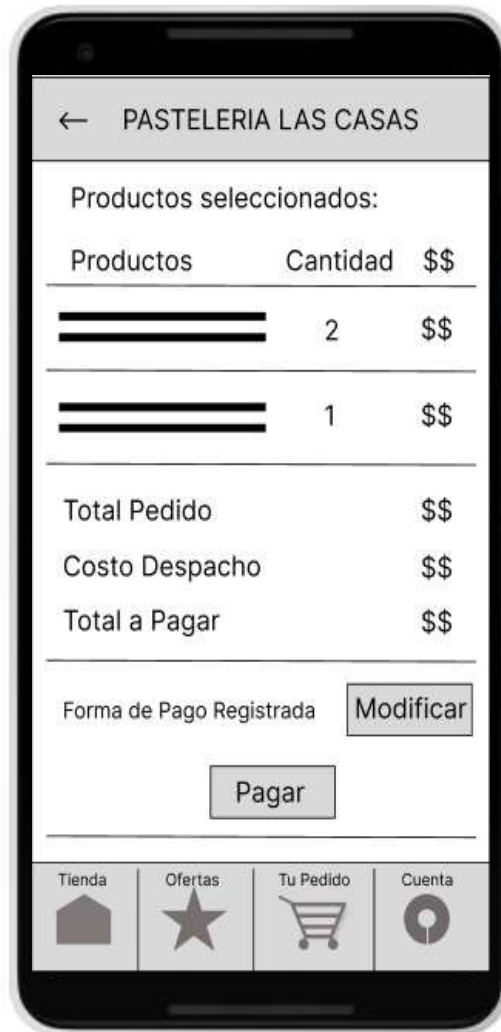 ← PASTELERIA LAS CASAS
Productos seleccionados:
Productos Cantidad $$
2 $$
1 $$
Total Pedido $$
Costo Despacho $$
Total a Pagar $$
Forma de Pago Registrada Modificar
Pagar
Tienda Ofertas Tu Pedido Cuenta